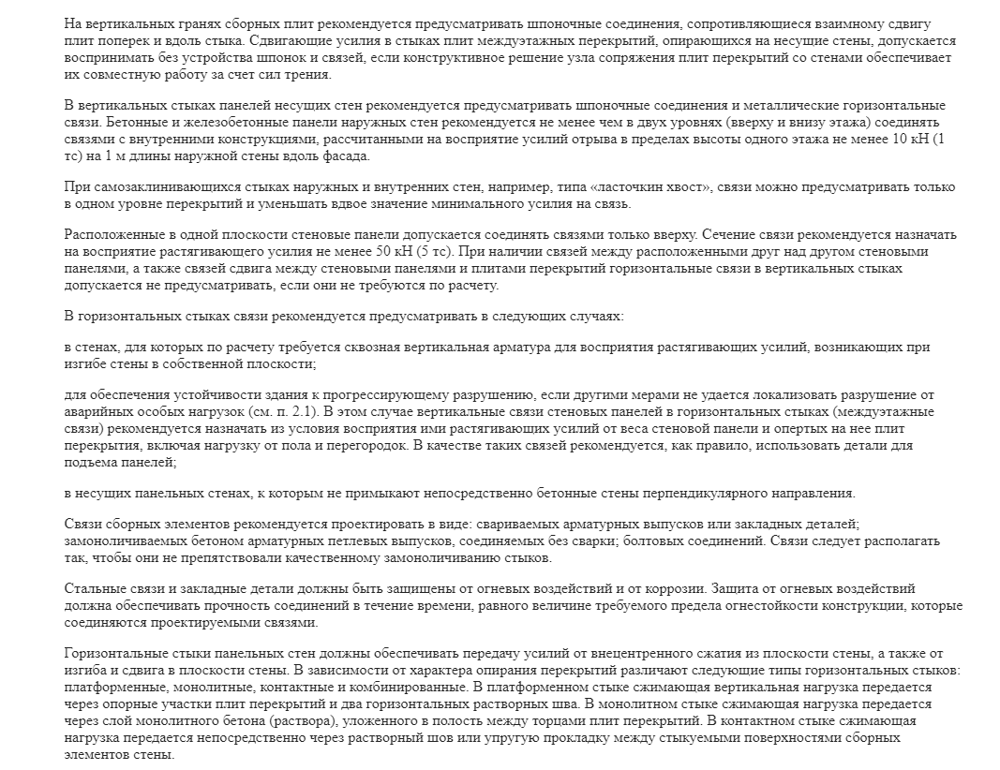 На вертикальных гранях сборных плит рекомендуется предусматривать шпоночные соединения, сопротивляющиеся взаимному сдвигу
плит поперек и вдоль стыка. Сдвигающие усилия в стыках плит междуэтажных перекрытий, опирающихся на несущие стены, допускается
воспринимать без устройства шпонок и связей, если конструктивное решение узла сопряжения плит перекрытий со стенами обеспечивает
их совместную работу за счет сил трения.
В вертикальных стыках панелей несущих стен рекомендуется предусматривать шпоночные соединения и металлические горизонтальные
связи. Бетонные и железобетонные панели наружных стен рекомендуется не менее чем в двух уровнях (вверху и внизу этажа) соединять
связями с внутренними конструкциями, рассчитанными на восприятие усилий отрыва в пределах высоты одного этажа не менее 10 кН (1
тс) на 1 м длины наружной стены вдоль фасада.
При самозаклинивающихся стыках наружных и внутренних стен, например, типа «ласточкин хвост», связи можно предусматривать только
в одном уровне перекрытий и уменьшать вдвое значение минимального усилия на связь.
Расположенные в одной плоскости стеновые панели допускается соединять связями только вверху. Сечение связи рекомендуется назначать
на восприятие растягивающего усилия не менее 50 кН (5 тс). При наличии связей между расположенными друг над другом стеновыми
панелями, а также связей сдвига между стеновыми панелями и плитами перекрытий горизонтальные связи в вертикальных стыках
допускается не предусматривать, если они не требуются по расчету.
В горизонтальных стыках связи рекомендуется предусматривать в следующих случаях:
в стенах, для которых по расчету требуется сквозная вертикальная арматура для восприятия растягивающих усилий, возникающих при
изгибе стены в собственной плоскости;
для обеспечения устойчивости здания к прогрессирующему разрушению, если другими мерами не удается локализовать разрушение от
аварийных особых нагрузок (см. п. 2.1). В этом случае вертикальные связи стеновых панелей в горизонтальных стыках (междуэтажные
связи) рекомендуется назначать из условия восприятия ими растягивающих усилий от веса стеновой панели и опертых на нее плит
перекрытия, включая нагрузку от пола и перегородок. В качестве таких связей рекомендуется, как правило, использовать детали для
подъема панелей;
в несущих панельных стенах, к которым не примыкают непосредственно бетонные стены перпендикулярного направления.
Связи сборных элементов рекомендуется проектировать в виде: свариваемых арматурных выпусков или закладных деталей;
замоноличиваемых бетоном арматурных петлевых выпусков, соединяемых без сварки; болтовых соединений. Связи следует располагать
так, чтобы они не препятствовали качественному замоноличиванию стыков.
Стальные связи и закладные детали должны быть защищены от огневых воздействий и от коррозии. Защита от огневых воздействий
должна обеспечивать прочность соединений в течение времени, равного величине требуемого предела огнестойкости конструкции, которые
соединяются проектируемыми связями.
Горизонтальные стыки панельных стен должны обеспечивать передачу усилий от внецентренного сжатия из плоскости стены, а также от
изгиба и сдвига в плоскости стены. В зависимости от характера опирания перекрытий различают следующие типы горизонтальных стыков:
платформенные, монолитные, контактные и комбинированные. В платформенном стыке сжимающая вертикальная нагрузка передается
через опорные участки плит перекрытий и два горизонтальных растворных шва. В монолитном стыке сжимающая нагрузка передается
через слой монолитного бетона (раствора), уложенного в полость между торцами плит перекрытий. В контактном стыке сжимающая
нагрузка передается непосредственно через растворный шов или упругую прокладку между стыкуемыми поверхностями сборных
элементов стены.